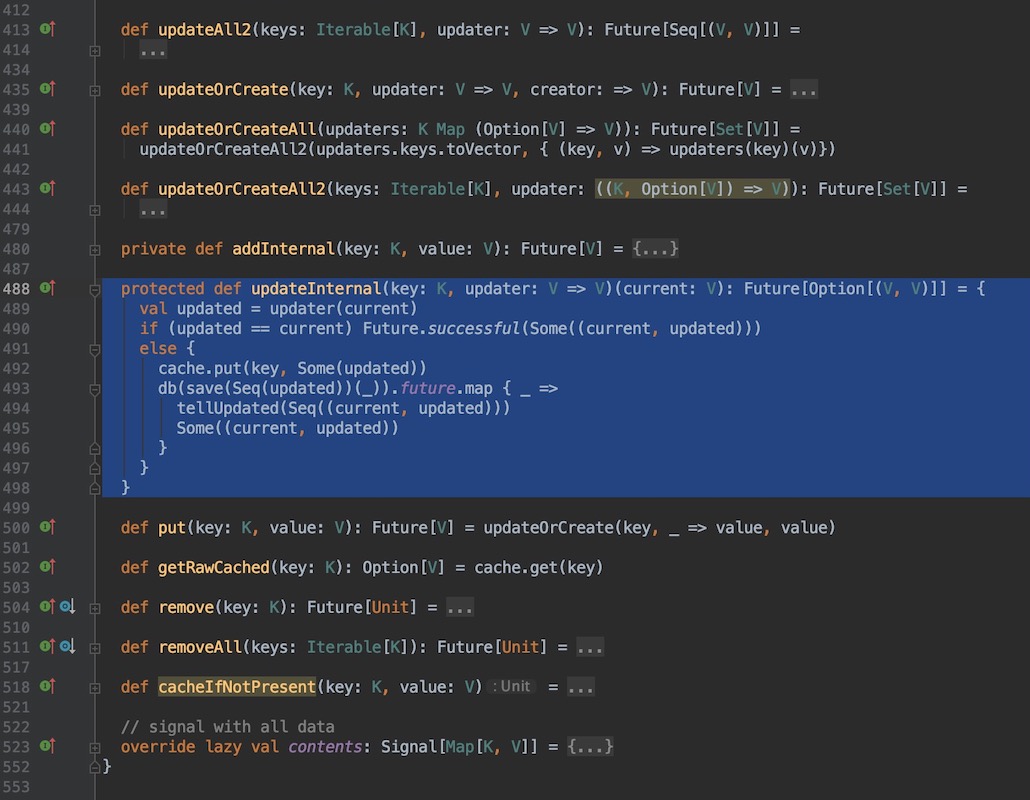 412
413 def updateAll2(keys: Iterable[K], updater: V => V): Future[Seq[(V, V)]] =
414 ...
434
435 def updateOrCreate(key: K, updater: V => V, creator: => V): Future[V] = ...
439
440 def updateOrCreateAll(updaters: K Map (Option[V] => V)): Future[Set[V]] =
441 updateOrCreateAll2(updaters.keys.toVector, { (key, v) => updaters(key)(v)})
442
443 def updateOrCreateAll2(keys: Iterable[K], updater: ((K, Option[V]) => V)): Future[Set[V]] =
444 ...
479
480 private def addInternal(key: K, value: V): Future[V] = {...}
487
488 protected def updateInternal(key: K, updater: V => V)(current: V): Future[Option[(V, V)]] = {
489 val updated = updater(current)
490 if (updated == current) Future.successful(Some((current, updated)))
491 else {
492 cache.put(key, Some(updated))
493 db(save(Seq(updated))(_)).future.map { _ =>
494 tellUpdated(Seq((current, updated)))
495 Some((current, updated))
496 }
497 }
498 }
499
500 def put(key: K, value: V): Future[V] = updateOrCreate(key, _ => value, value)
501
502 def getRawCached(key: K): Option[V] = cache.get(key)
503
504 def remove(key: K): Future[Unit] = ...
510
511 def removeAll(keys: Iterable[K]): Future[Unit] = ...
517
518 def cacheIfNotPresent(key: K, value: V) : Unit = ...
521
522 // signal with all data
523 override lazy val contents: Signal[Map[K, V]] = {...}
552 }
553